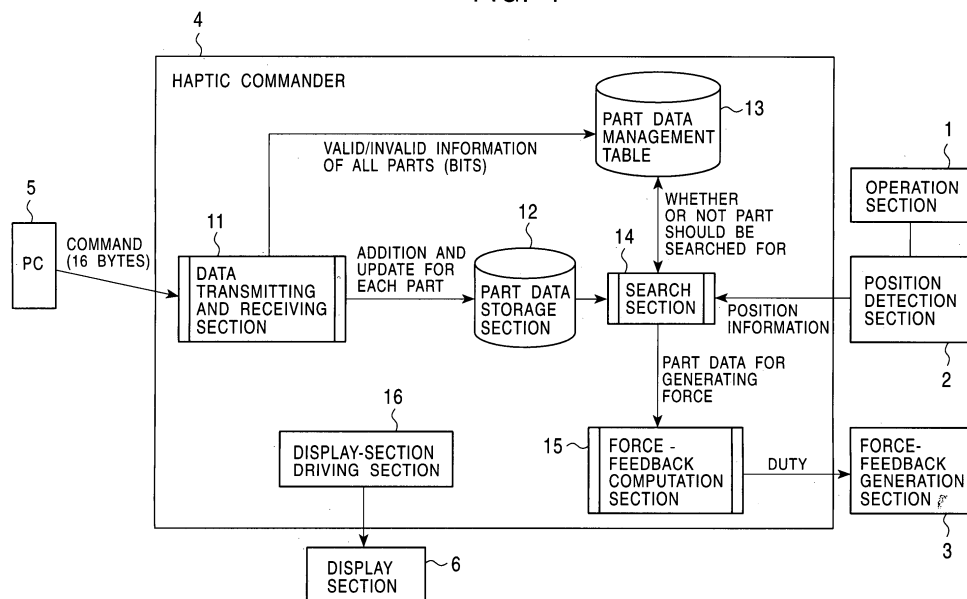 4
HAPTIC COMMANDER
PART DATA
MANAGEMENT
TABLE
13
VALID/INVALID INFORMATION
OF ALL PARTS (BITS)
1
OPERATION
SECTION
5
PC
COMMAND
(16 BYTES)
11
DATA
TRANSMITTING
AND RECEIVING
SECTION
ADDITION AND
UPDATE FOR
EACH PART
12
PART DATA
STORAGE
SECTION
WHETHER
OR NOT PART
SHOULD BE
SEARCHED FOR
14
SEARCH
SECTION
POSITION
INFORMATION
POSITION
DETECTION
SECTION
2
PART DATA FOR
GENERATING
FORCE
16
DISPLAY-SECTION
DRIVING SECTION
15
FORCE -
FEEDBACK
COMPUTATION
SECTION
DUTY
FORCE-
FEEDBACK
GENERATION
SECTION
3
DISPLAY
SECTION
6